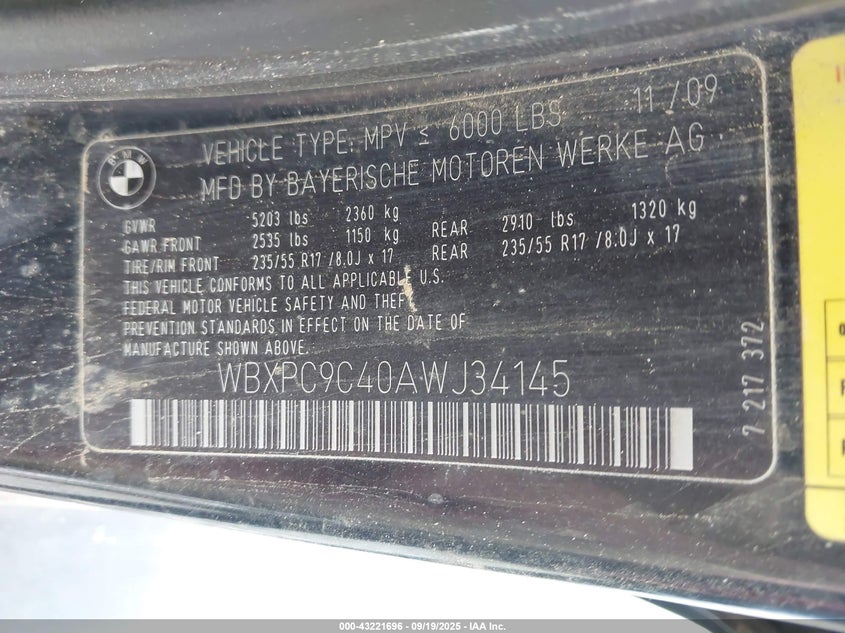 11/09
VEHICLE TYPE: MPV ≤ 6000 LBS
BMW
MFD BY BAYERISCHE MOTOREN WERKE AG
GVWR 5203 lbs 2360 kg
GAWR FRONT 2535 lbs 1150 kg REAR 2910 lbs 1320 kg
TIRE/RIM FRONT 235/55 R17 /8.0J x 17 REAR 235/55 R17 /8.0J x 17
THIS VEHICLE CONFORMS TO ALL APPLICABLE U.S.
FEDERAL MOTOR VEHICLE SAFETY AND THEFT
PREVENTION STANDARDS IN EFFECT ON THE DATE OF
MANUFACTURE SHOWN ABOVE.
WBXPC9C40AWJ34145
7 217 372
000-43221696 - 09/19/2025 - IAA Inc.